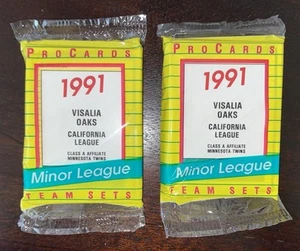 PROCARDS
1991
VISALIA
OAKS
CALIFORNIA
LEAGUE
CLASS A AFFILIATE
MINNESOTA TWINS
Minor League
TEAM SETS
PROCARDS
1991
VISALIA
OAKS
CALIFORNIA
LEAGUE
CLASS A AFFILIATE
MINNESOTA TWINS
Minor League
TEAM SETS